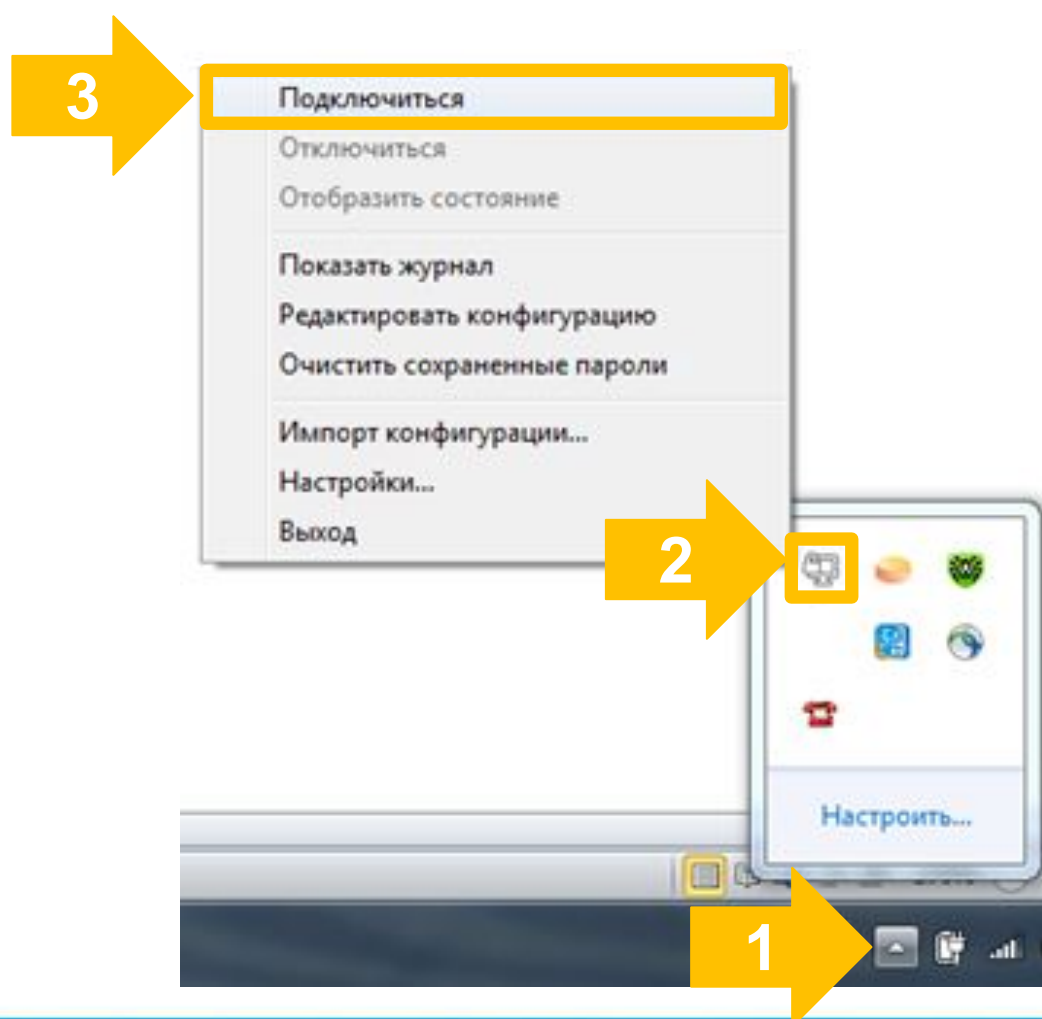 3
Подключиться
Отключиться
Отобразить состояние
Показать журнал
Редактировать конфигурацию
Очистить сохраненные пароли
Импорт конфигурации...
Настройки...
Выход
2
Настроить...
1